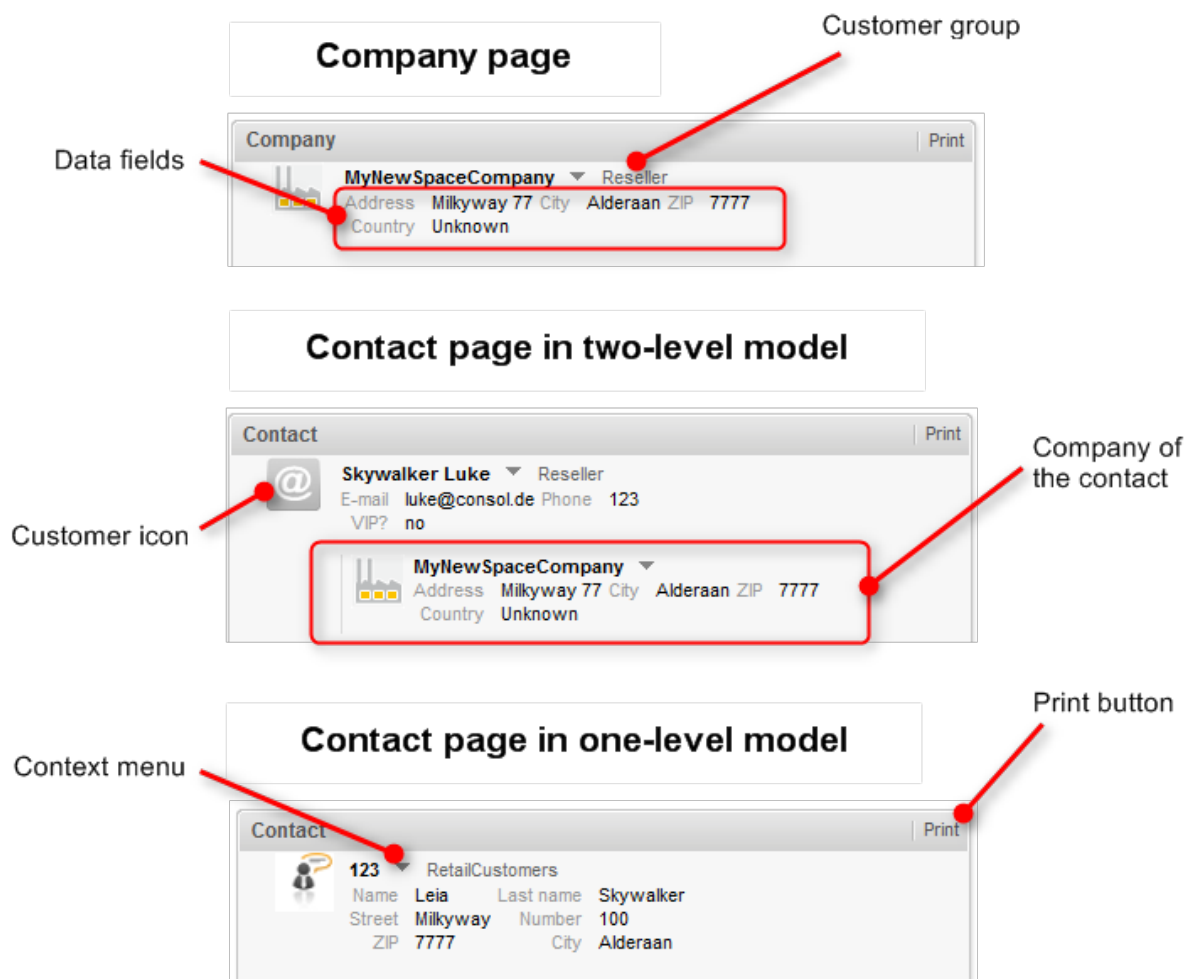 Customer group
Company page
Company Print
Data fields
MyNewSpaceCompany Reseller
Address Milkyway 77 City Alderaan ZIP 7777
Country Unknown
Contact page in two-level model
Contact Print
Company of
the contact
Skywalker Luke Reseller
E-mail luke@consol.de Phone 123
VIP? no
Customer icon
MyNewSpaceCompany
Address Milkyway 77 City Alderaan ZIP 7777
Country Unknown
Print button
Contact page in one-level model
Context menu
Contact Print
123 RetailCustomers
Name Leia Last name Skywalker
Street Milkyway Number 100
ZIP 7777 City Alderaan